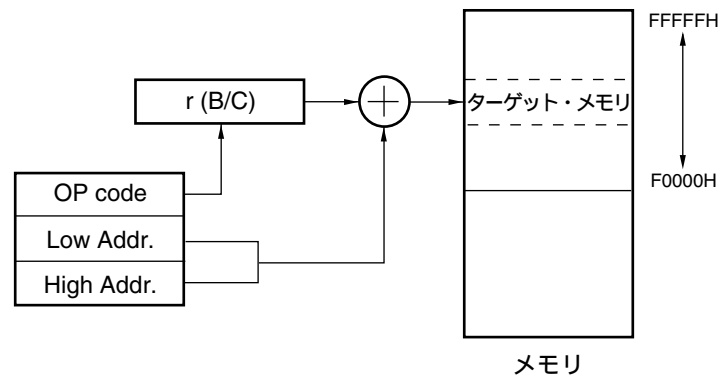 FFFFFH
r (B/C)
ターゲット・メモリ
F0000H
OP code
Low Addr.
High Addr.
メモリ